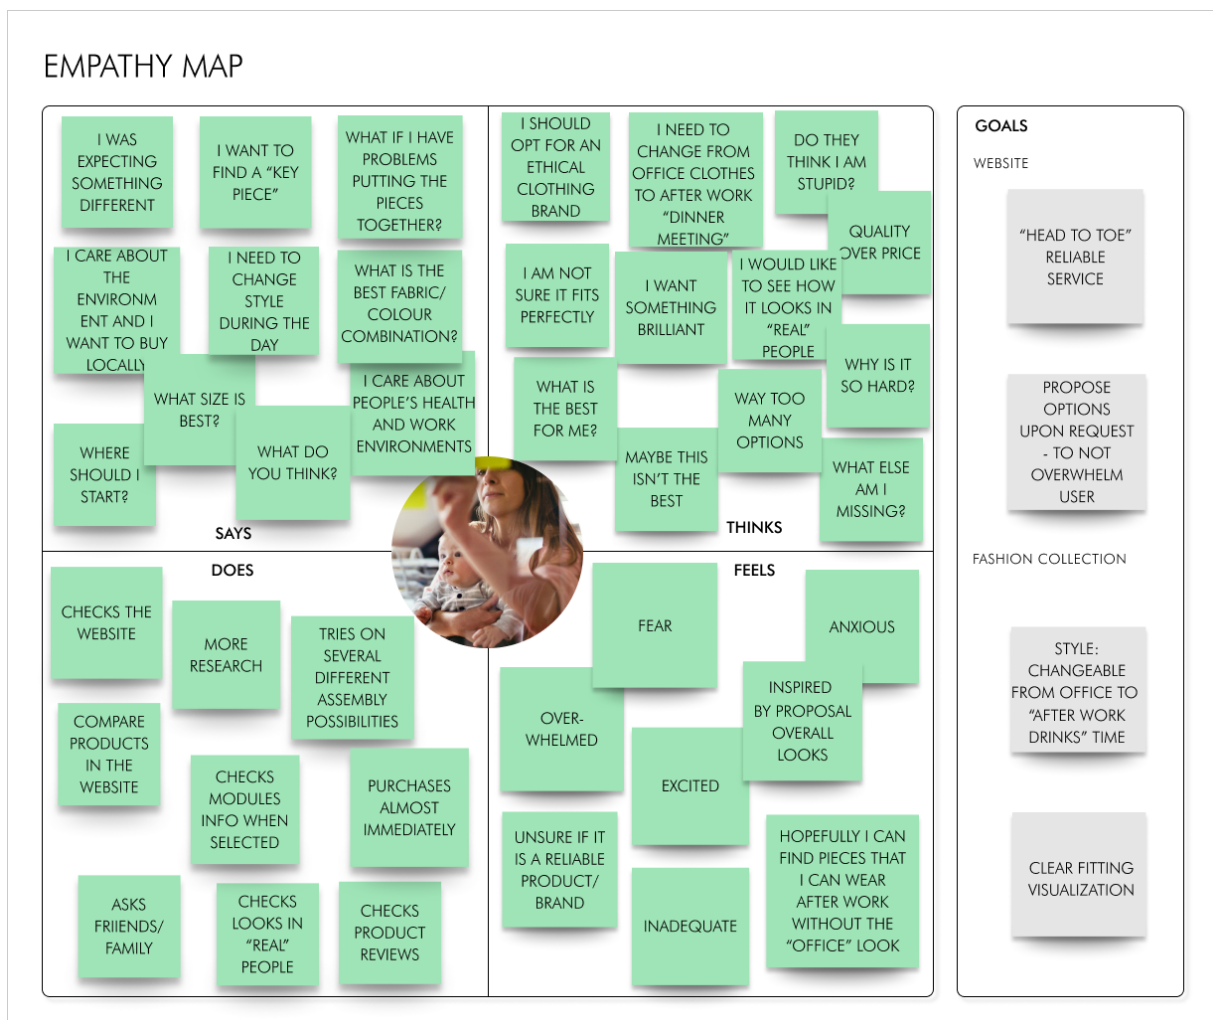 EMPATHY MAP
I WAS
EXPECTING
SOMETHING
DIFFERENT
I WANT TO
FIND A “KEY
PIECE”
WHAT IF I HAVE
PROBLEMS
PUTTING THE
PIECES
TOGETHER?
I CARE ABOUT
THE
ENVIRONM
ENT AND I
WANT TO BUY
LOCALLY
I NEED TO
CHANGE
STYLE
DURING THE
DAY
WHAT IS THE
BEST FABRIC/
COLOUR
COMBINATION?
WHAT SIZE IS
BEST?
I CARE ABOUT
PEOPLE’S HEALTH
AND WORK
ENVIRONMENTS
WHERE
SHOULD I
START?
WHAT DO
YOU THINK?
SAYS
I SHOULD
OPT FOR AN
ETHICAL
CLOTHING
BRAND
I NEED TO
CHANGE FROM
OFFICE CLOTHES
TO AFTER WORK
“DINNER
MEETING”
DO THEY
THINK I AM
STUPID?
QUALITY
OVER PRICE
I AM NOT
SURE IT FITS
PERFECTLY
I WANT
SOMETHING
BRILLIANT
I WOULD LIKE
TO SEE HOW
IT LOOKS IN
“REAL”
PEOPLE
WHY IS IT
SO HARD?
WHAT IS
THE BEST
FOR ME?
WAY TOO
MANY
OPTIONS
MAYBE THIS
ISN’T THE
BEST
WHAT ELSE
AM I
MISSING?
THINKS
DOES
CHECKS THE
WEBSITE
MORE
RESEARCH
TRIES ON
SEVERAL
DIFFERENT
ASSEMBLY
POSSIBILITIES
COMPARE
PRODUCTS
IN THE
WEBSITE
CHECKS
MODULES
INFO WHEN
SELECTED
PURCHASES
ALMOST
IMMEDIATELY
ASKS
FRIIENDS/
FAMILY
CHECKS
LOOKS IN
“REAL”
PEOPLE
CHECKS
PRODUCT
REVIEWS
FEELS
FEAR
ANXIOUS
OVER-
WHELMED
INSPIRED
BY PROPOSAL
OVERALL
LOOKS
EXCITED
UNSURE IF IT
IS A RELIABLE
PRODUCT/
BRAND
INADEQUATE
HOPEFULLY I CAN
FIND PIECES THAT
I CAN WEAR
AFTER WORK
WITHOUT THE
“OFFICE” LOOK
GOALS
WEBSITE
“HEAD TO TOE”
RELIABLE
SERVICE
PROPOSE
OPTIONS
UPON REQUEST
- TO NOT
OVERWHELM
USER
FASHION COLLECTION
STYLE:
CHANGEABLE
FROM OFFICE TO
“AFTER WORK
DRINKS” TIME
CLEAR FITTING
VISUALIZATION